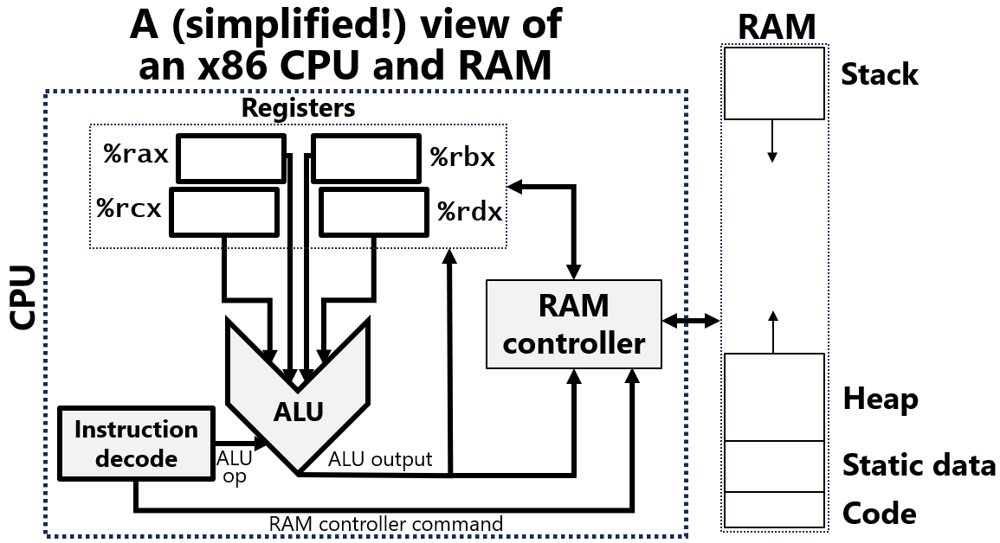 A (simplified!) view of
an x86 CPU and RAM
RAM
Stack
Registers
%rax
%rbx
%rcx
%rdx
CPU
RAM
controller
ALU
Heap
Instruction
decode
ALU
op
ALU output
Static data
Code
RAM controller command